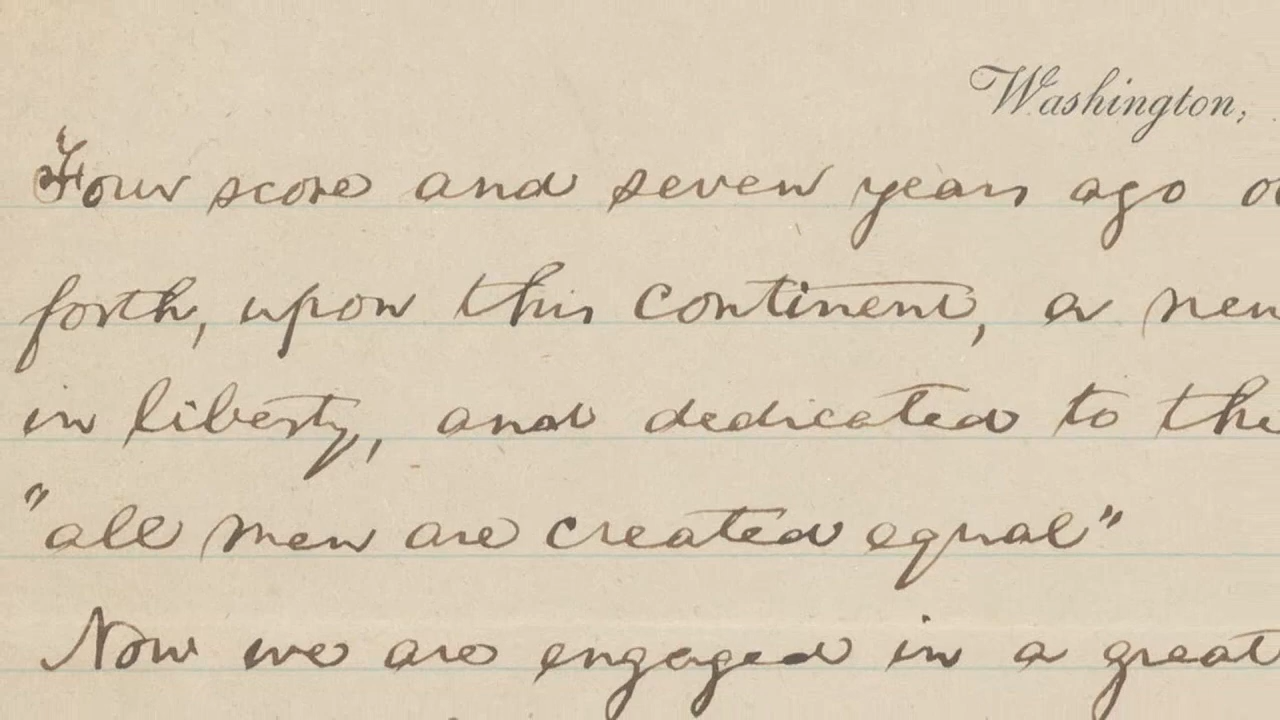 Washington,
Four score and seven years ago
forth, upon this continent, a
in liberty, and dedicated to the
"all men are created equal"
Now we are engaged in a great